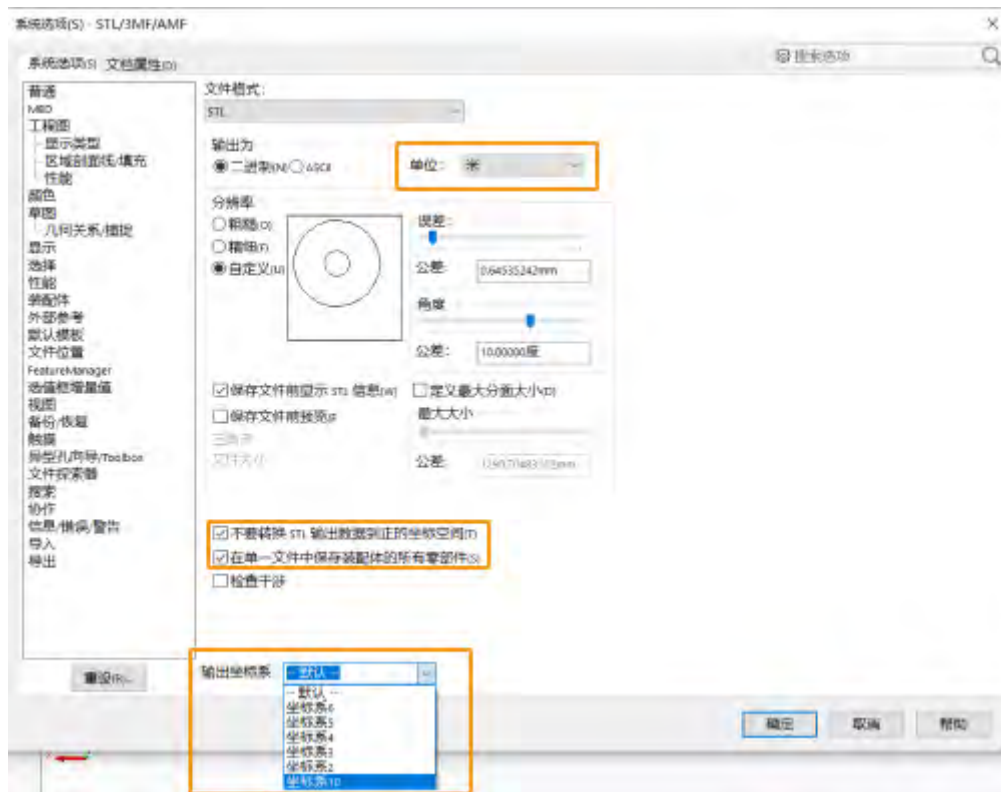 系统选项(S) - STL/3MF/AMF
系统选项(S) 文档属性(D)
搜索选项
普通
MBD
工程图
显示类型
区域剖面线/填充
性能
颜色
草图
几何关系/捕捉
显示
选择
性能
装配体
外部参考
默认模板
文件位置
FeatureManager
选值框增量值
视图
备份/恢复
触摸
异型孔向导/Toolbox
文件探索器
搜索
协作
信息/错误/警告
导入
导出
重设(R)...
文件格式:
STL
输出为
二进制(N) ASCII
单位: 米
分辨率
粗糙(O)
精细(F)
自定义(U)
误差:
公差: 0.64535242mm
角度
公差: 10.00000度
保存文件前显示 STL 信息(W)
保存文件前预览(P)
三角形:
文件大小:
定义最大分面大小(D)
最大大小
公差:
不要转换 STL 输出数据到正的坐标空间(T)
在单一文件中保存装配体的所有零部件(S)
检查干涉
输出坐标系: -- 默认 --
-- 默认 --
坐标系6
坐标系5
坐标系4
坐标系3
坐标系2
坐标系10
确定 取消 帮助